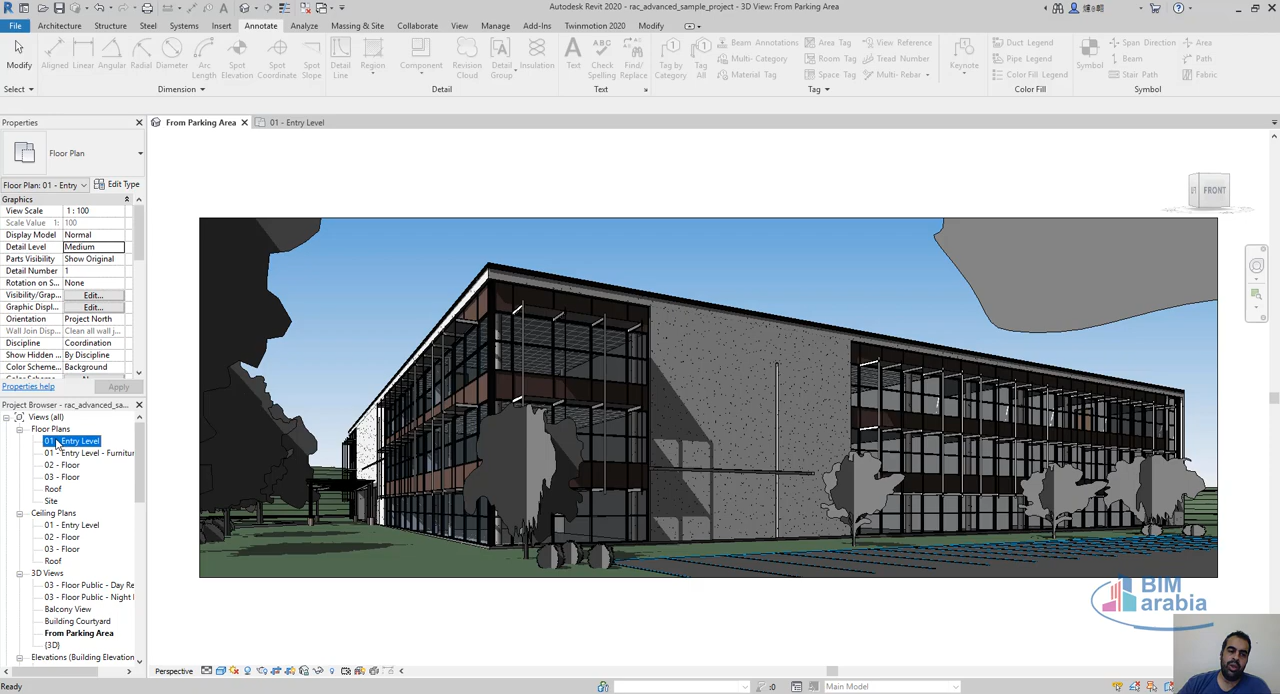 Autodesk Revit 2020 - rac_advanced_sample_project - 3D View: From Parking Area
File Architecture Structure Steel Systems Insert Annotate Analyze Massing & Site Collaborate View Manage Add-Ins Twinmotion 2020 Modify
Modify
Aligned Linear Angular Radial Diameter Arc Length Spot Elevation Spot Coordinate Spot Slope
Detail Line Region Component Revision Cloud Detail Group Insulation
Text Check Spelling Find/ Replace
Tag by Category Tag All
Beam Annotations Area Tag View Reference
Multi- Category Room Tag Tread Number
Material Tag Space Tag Multi- Rebar
Keynote
Duct Legend
Pipe Legend
Color Fill Legend
Symbol
Span Direction Area
Beam Path
Stair Path Fabric
Select Dimension Detail Text Tag Color Fill Symbol
Properties
From Parking Area 01 - Entry Level
Floor Plan
Floor Plan: 01 - Entry Edit Type
Graphics
View Scale 1 : 100
Scale Value 1: 100
Display Model Normal
Detail Level Medium
Parts Visibility Show Original
Detail Number 1
Rotation on S... None
Visibility/Grap... Edit...
Graphic Displ... Edit...
Orientation Project North
Wall Join Disp... Clean all wall j...
Discipline Coordination
Show Hidden By Discipline
Color Scheme... Background
Properties help Apply
Project Browser - rac_advanced_sa...
Views (all)
Floor Plans
01 - Entry Level
01 - Entry Level - Furnitur
02 - Floor
03 - Floor
Roof
Site
Ceiling Plans
01 - Entry Level
02 - Floor
03 - Floor
Roof
3D Views
03 - Floor Public - Day Re
03 - Floor Public - Night
Balcony View
Building Courtyard
From Parking Area
{3D}
Elevations (Building Elevation
FRONT
BIM
arabia
Perspective
Ready
:0
Main Model